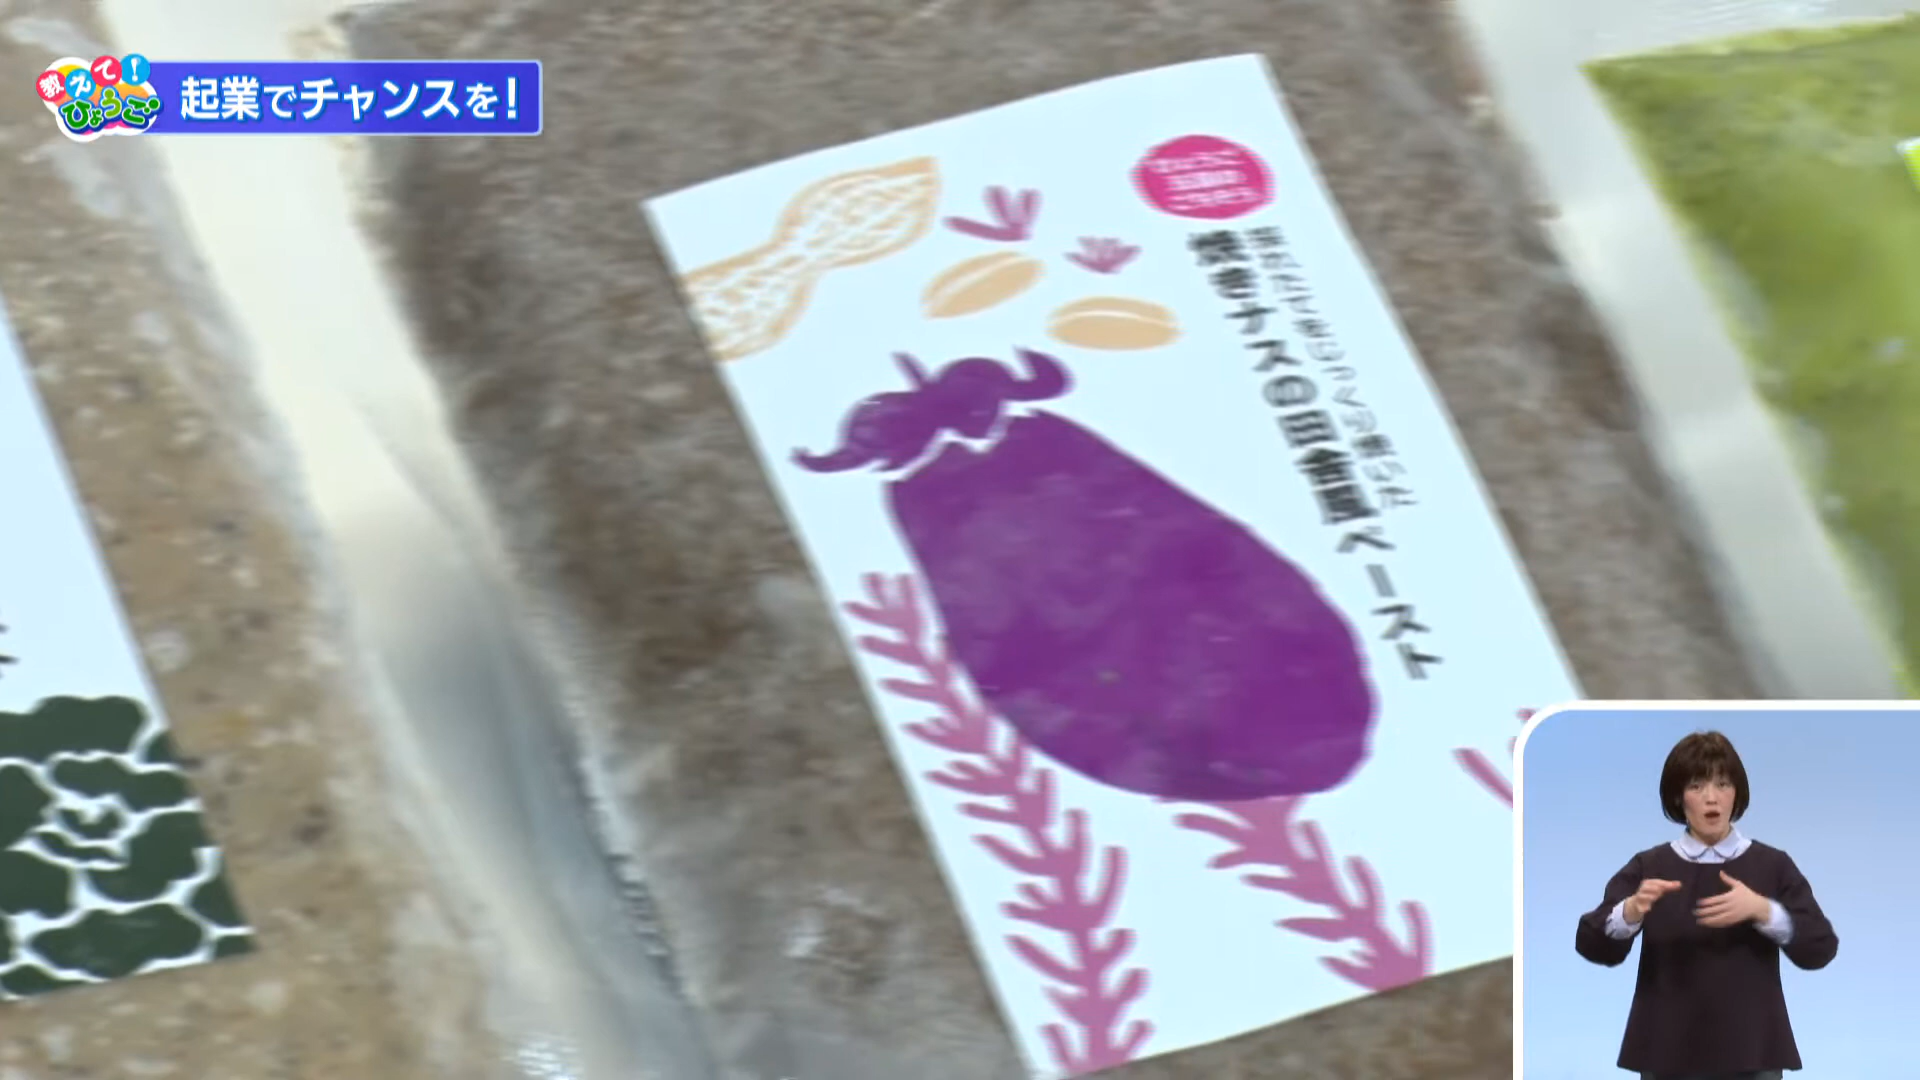 教えて!
ひょうご
起業でチャンスを!
採れたてをじっくり焼いた
焼きナスの田舎風ペースト